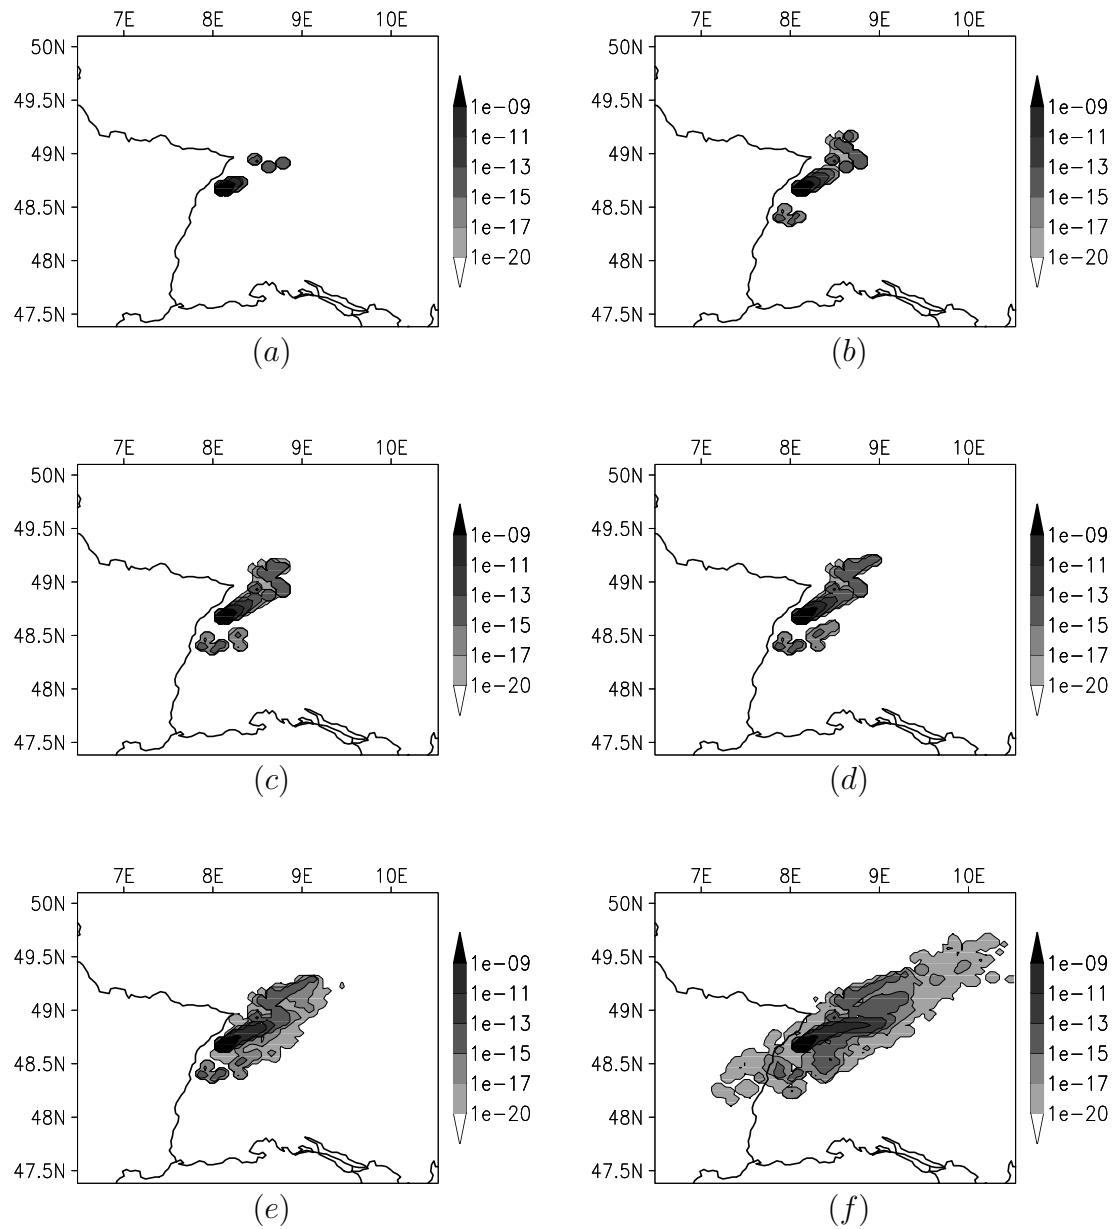 7E 8E 9E 10E
50N
49.5N
49N
48.5N
48N
47.5N
1e-09
1e-11
1e-13
1e-15
1e-17
1e-20
(a)
7E 8E 9E 10E
50N
49.5N
49N
48.5N
48N
47.5N
1e-09
1e-11
1e-13
1e-15
1e-17
1e-20
(b)
7E 8E 9E 10E
50N
49.5N
49N
48.5N
48N
47.5N
1e-09
1e-11
1e-13
1e-15
1e-17
1e-20
(c)
7E 8E 9E 10E
50N
49.5N
49N
48.5N
48N
47.5N
1e-09
1e-11
1e-13
1e-15
1e-17
1e-20
(d)
7E 8E 9E 10E
50N
49.5N
49N
48.5N
48N
47.5N
1e-09
1e-11
1e-13
1e-15
1e-17
1e-20
(e)
7E 8E 9E 10E
50N
49.5N
49N
48.5N
48N
47.5N
1e-09
1e-11
1e-13
1e-15
1e-17
1e-20
(f)